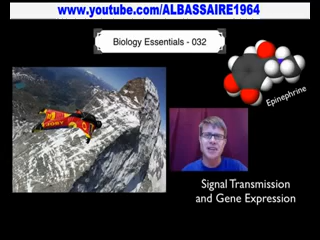 www.youtube.com/ALBASSAIRE1964
Biology Essentials - 032
Epinephrine
Signal Transmission
and Gene Expression